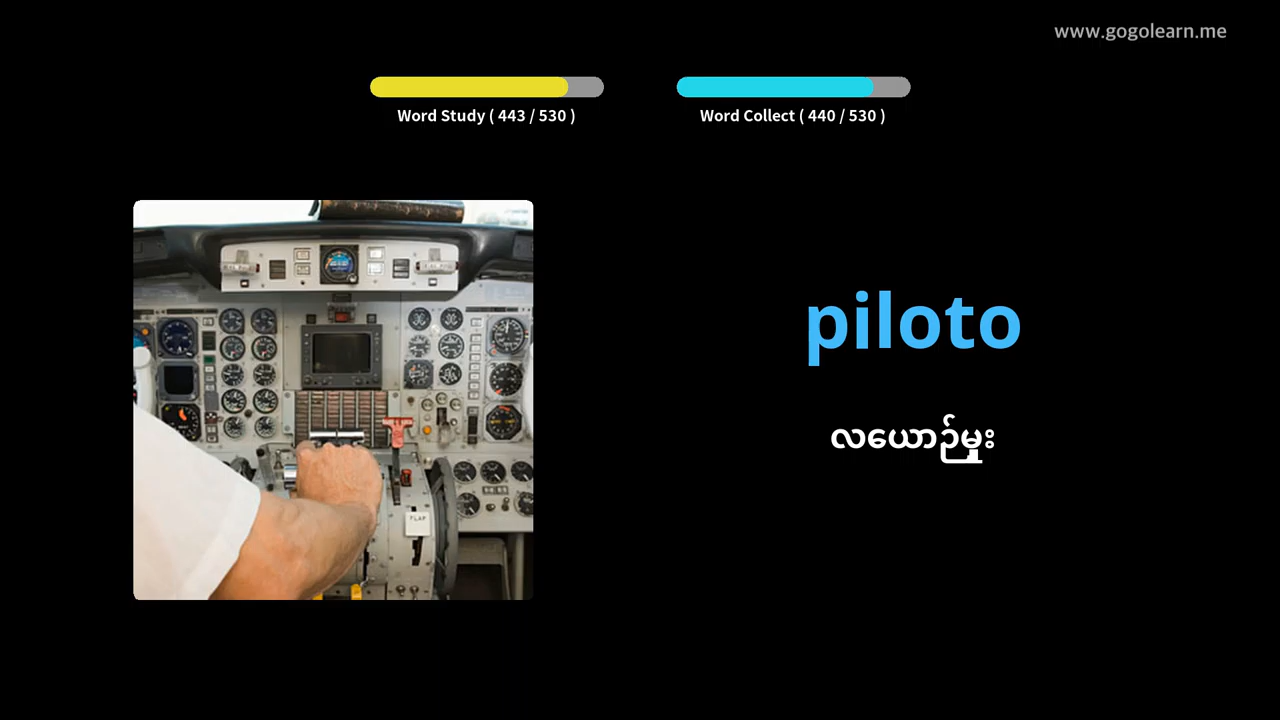 www.gogolearn.me
Word Study ( 443 / 530 )
Word Collect ( 440 / 530 )
piloto
လယောဉ်မှူး
FLAP